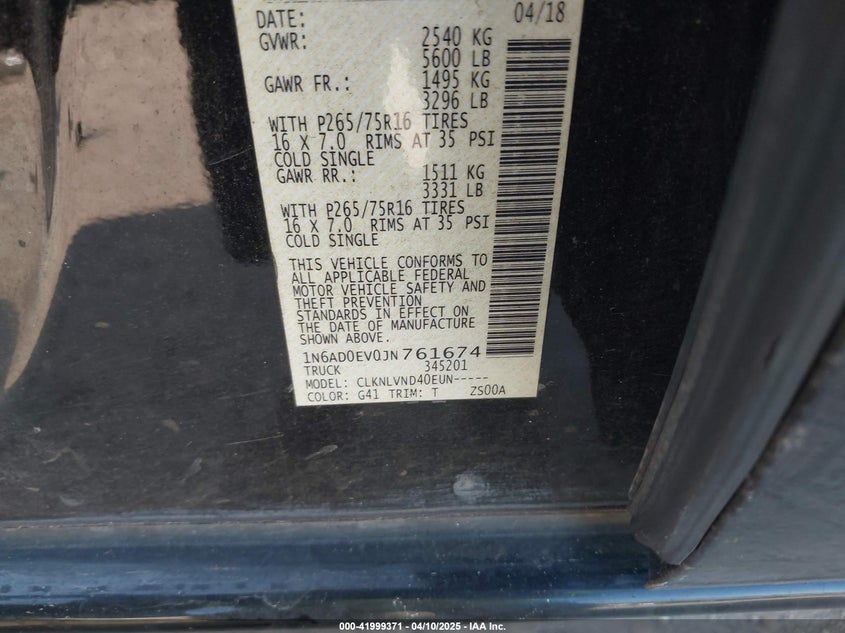 DATE: 04/18
GVWR: 2540 KG
5600 LB
GAWR FR.: 1495 KG
3296 LB
WITH P265/75R16 TIRES
16 X 7.0 RIMS AT 35 PSI
COLD SINGLE
GAWR RR.: 1511 KG
3331 LB
WITH P265/75R16 TIRES
16 X 7.0 RIMS AT 35 PSI
COLD SINGLE
THIS VEHICLE CONFORMS TO
ALL APPLICABLE FEDERAL
MOTOR VEHICLE SAFETY AND
THEFT PREVENTION
STANDARDS IN EFFECT ON
THE DATE OF MANUFACTURE
SHOWN ABOVE.
1N6AD0EV0JN761674
TRUCK 345201
MODEL: CLKNLVND40EUN-----
COLOR: G41 TRIM: T ZS00A
000-41999371 - 04/10/2025 - IAA Inc.